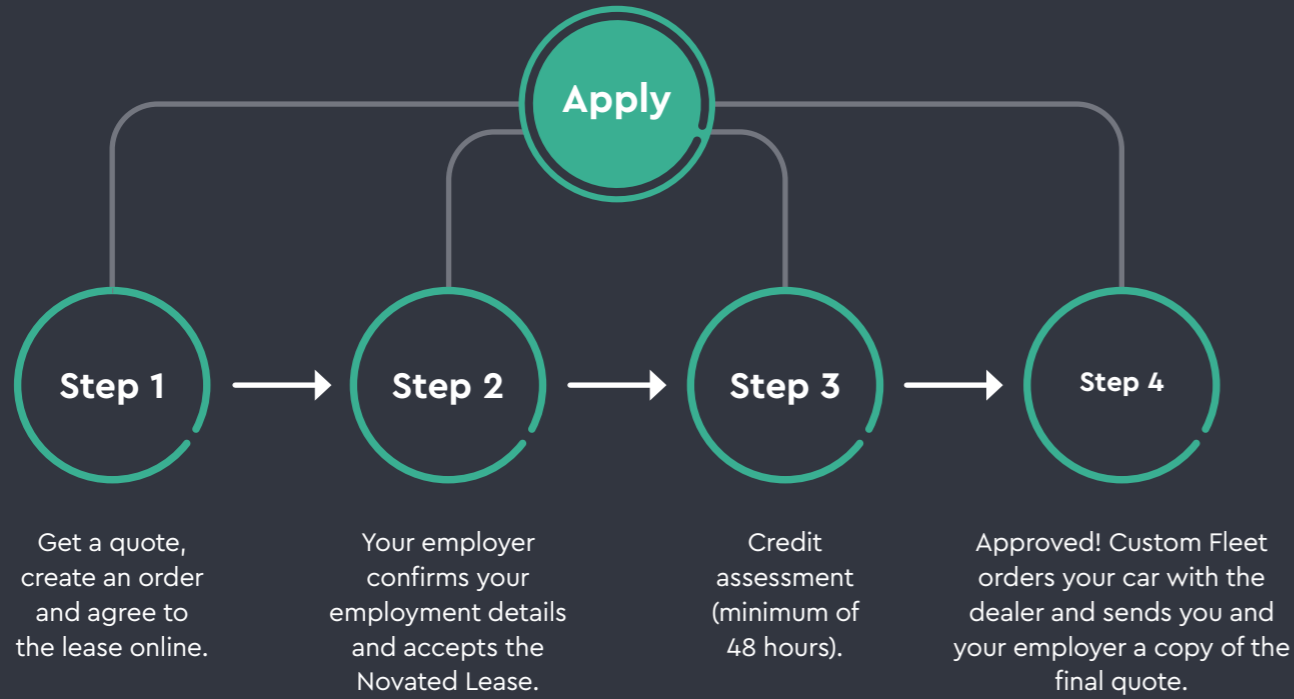 Apply
Step 1
Step 2
Step 3
Step 4
Get a quote,
create an order
and agree to
the lease online.
Your employer
confirms your
employment details
and accepts the
Novated Lease.
Credit
assessment
(minimum of
48 hours).
Approved! Custom Fleet
orders your car with the
dealer and sends you and
your employer a copy of the
final quote.